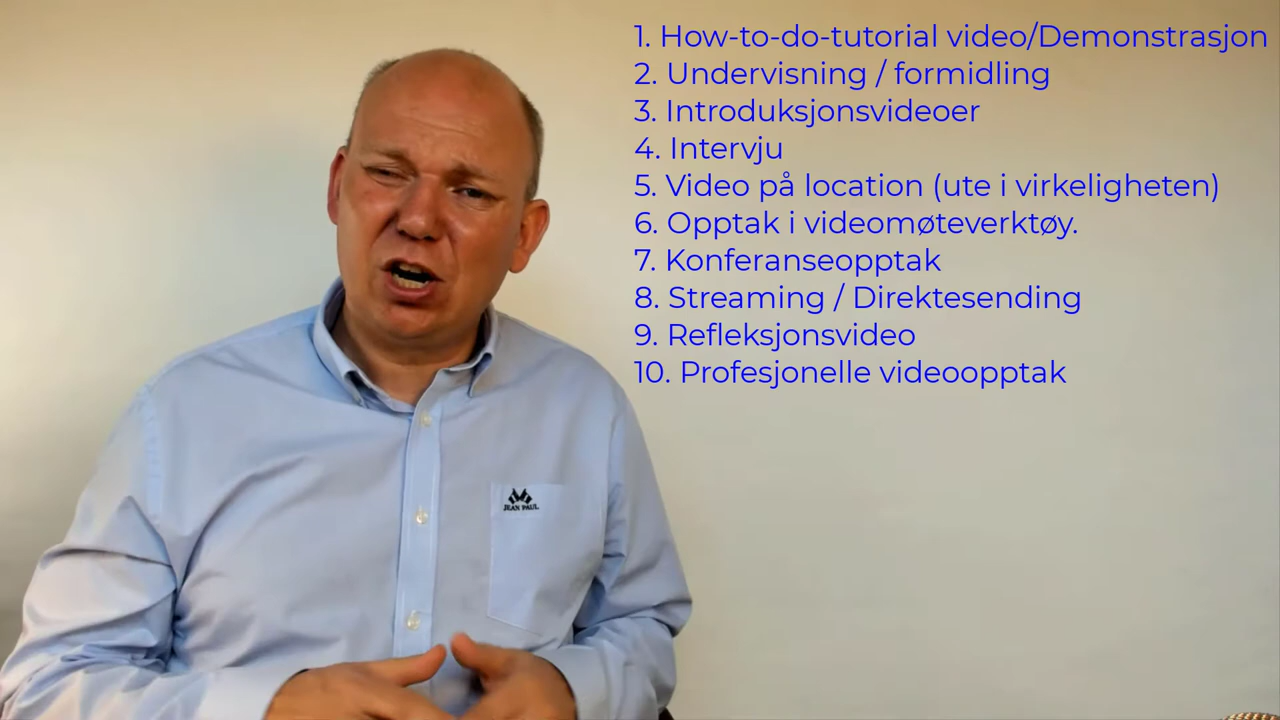 1. How-to-do-tutorial video/Demonstrasjon
2. Undervisning / formidling
3. Introduksjonsvideoer
4. Intervju
5. Video på location (ute i virkeligheten)
6. Opptak i videomøteverktøy.
7. Konferanseopptak
8. Streaming / Direktesending
9. Refleksjonsvideo
10. Profesjonelle videoopptak
JEAN PAUL